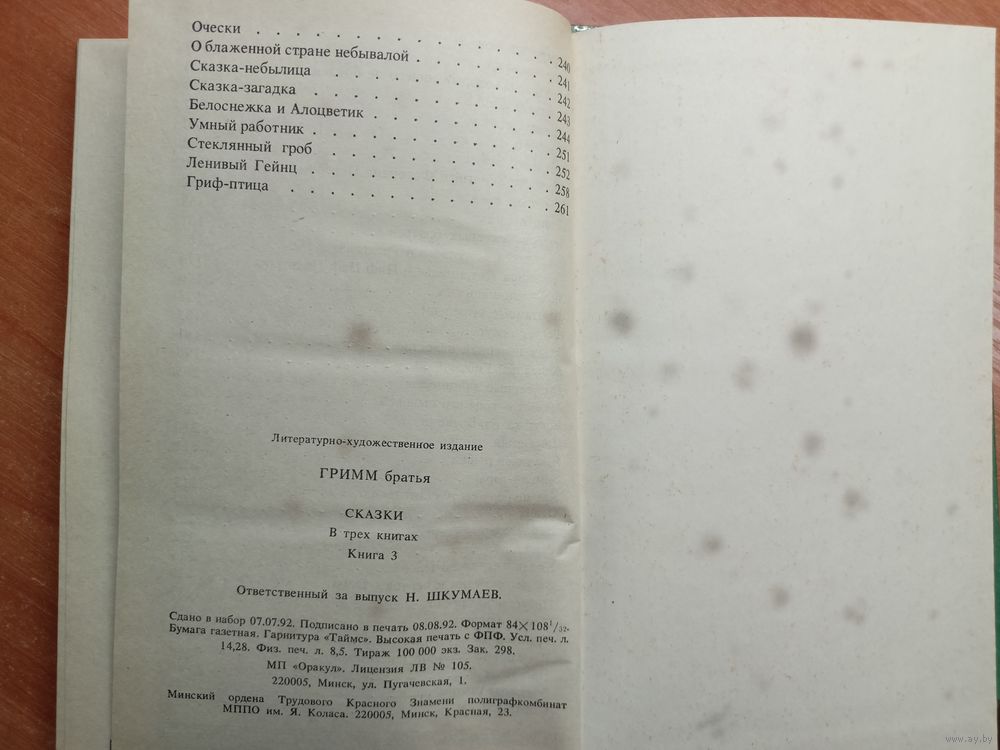 Очески . . . . . . . . . . . 240
О блаженной стране небывалой . . . . . 241
Сказка-небылица . . . . . . . . . 242
Сказка-загадка . . . . . . . . . 243
Белоснежка и Алоцветик . . . . . . . 244
Умный работник . . . . . . . . . 251
Стеклянный гроб . . . . . . . . . 252
Ленивый Гейнц . . . . . . . . . 258
Гриф-птица . . . . . . . . . . 261
Литературно-художественное издание
ГРИММ братья
СКАЗКИ
В трех книгах
Книга 3
Ответственный за выпуск Н. ШКУМАЕВ.
Сдано в набор 07.07.92. Подписано в печать 08.08.92. Формат 84×108¹/₃₂.
Бумага газетная. Гарнитура «Таймс». Высокая печать с ФПФ. Усл. печ. л.
14,28. Физ. печ. л. 8,5. Тираж 100 000 экз. Зак. 298.
МП «Оракул». Лицензия ЛВ № 105.
220005, Минск, ул. Пугачевская, 1.
Минский ордена Трудового Красного Знамени полиграфкомбинат
МППО им. Я. Коласа. 220005, Минск, Красная, 23.
www.ay.by